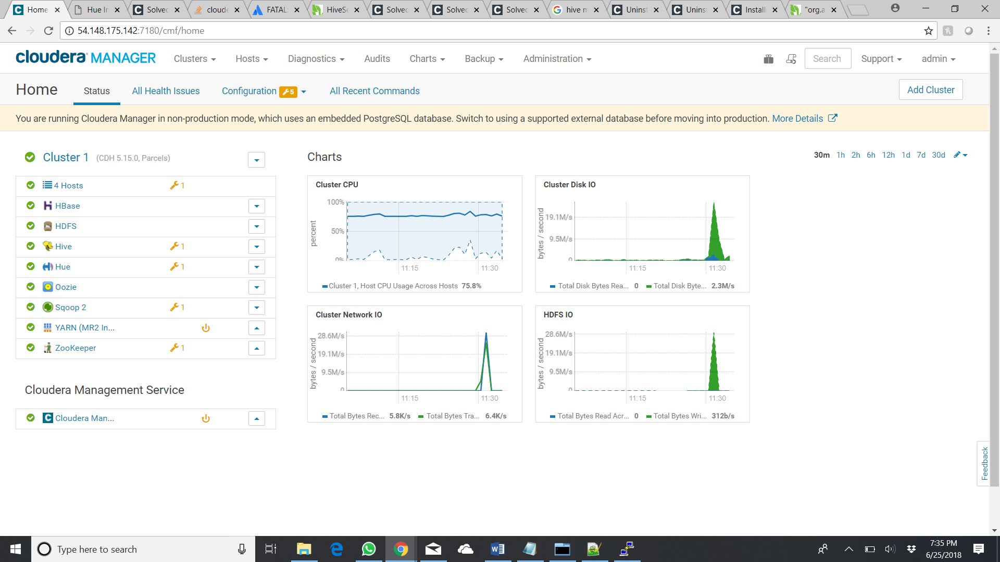 Home
Hue In
Solved
cloude
FATAL:
HiveSe
Solved
Solved
Solved
hive m
Uninst
Uninst
Install
"org.a
54.148.175.142:7180/cmf/home
cloudera MANAGER
Clusters
Hosts
Diagnostics
Audits
Charts
Backup
Administration
Search
Support
admin
Home
Status
All Health Issues
Configuration 5
All Recent Commands
Add Cluster
You are running Cloudera Manager in non-production mode, which uses an embedded PostgreSQL database. Switch to using a supported external database before moving into production. More Details
Cluster 1 (CDH 5.15.0, Parcels)
4 Hosts 1
HBase
HDFS
Hive 1
Hue 1
Oozie
Sqoop 2 1
YARN (MR2 In...
ZooKeeper 1
Cloudera Management Service
Cloudera Man...
Charts
30m 1h 2h 6h 12h 1d 7d 30d
Cluster CPU
percent
100%
50%
0%
11:15
11:30
Cluster 1, Host CPU Usage Across Hosts 75.8%
Cluster Disk IO
bytes / second
19.1M/s
9.5M/s
0
11:15
11:30
Total Disk Bytes Rea... 0 Total Disk Byte... 2.3M/s
Cluster Network IO
bytes / second
28.6M/s
19.1M/s
9.5M/s
0
11:15
11:30
Total Bytes Rec... 5.8K/s Total Bytes Tra... 6.4K/s
HDFS IO
bytes / second
28.6M/s
19.1M/s
9.5M/s
0
11:15
11:30
Total Bytes Read Acr... 0 Total Bytes Wri... 312b/s
Feedback
Type here to search
7:35 PM
6/25/2018